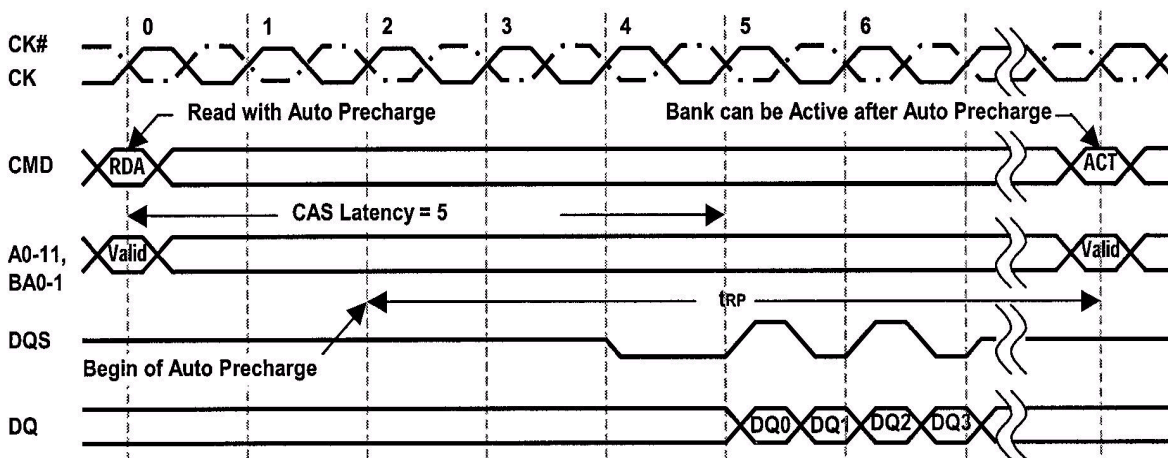 0 1 2 3 4 5 6
CK#
CK
Read with Auto Precharge
Bank can be Active after Auto Precharge
CMD
RDA
ACT
CAS Latency = 5
A0-11,
BA0-1
Valid
Valid
tRP
DQS
Begin of Auto Precharge
DQ
DQ0 DQ1 DQ2 DQ3